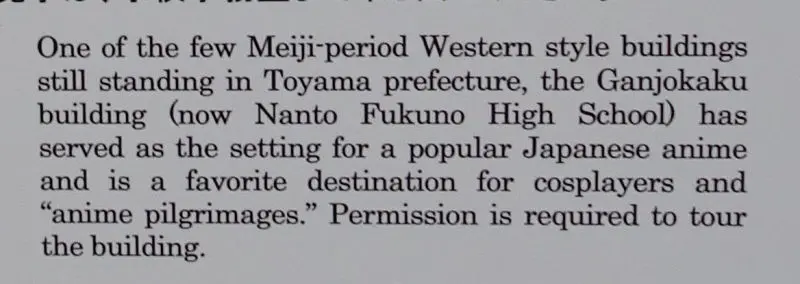 One of the few Meiji-period Western style buildings
still standing in Toyama prefecture, the Ganjokaku
building (now Nanto Fukuno High School) has
served as the setting for a popular Japanese anime
and is a favorite destination for cosplayers and
“anime pilgrimages.” Permission is required to tour
the building.